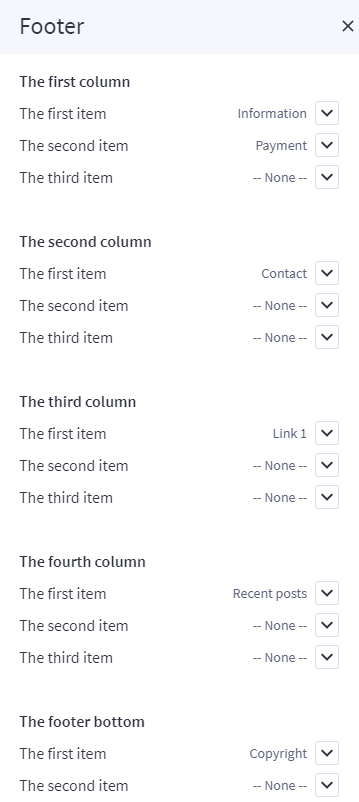 Footer
The first column
The first item Information
The second item Payment
The third item -- None --
The second column
The first item Contact
The second item -- None --
The third item -- None --
The third column
The first item Link 1
The second item -- None --
The third item -- None --
The fourth column
The first item Recent posts
The second item -- None --
The third item -- None --
The footer bottom
The first item Copyright
The second item -- None --